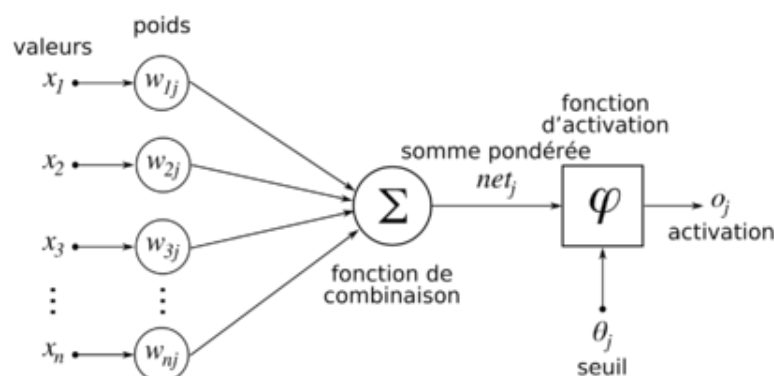 poids
valeurs
x₁
w₁ⱼ
x₂
w₂ⱼ
x₃
w₃ⱼ
⋮
⋮
xₙ
wₙⱼ
Σ
fonction de
combinaison
somme pondérée
netⱼ
fonction
d'activation
φ
oⱼ
activation
θⱼ
seuil